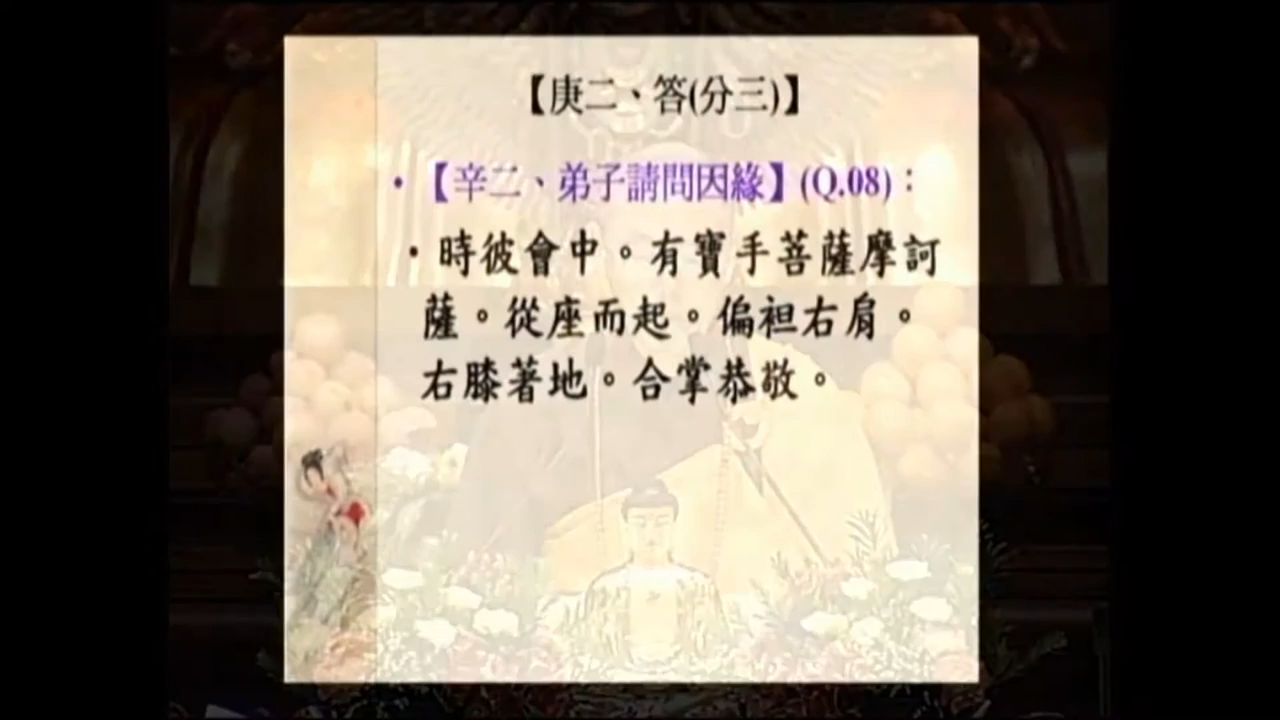 【庚二、答(分三)】
•【辛二、弟子請問因緣】(Q.08)：
•時彼會中。有寶手菩薩摩訶
薩。從座而起。偏袒右肩。
右膝著地。合掌恭敬。